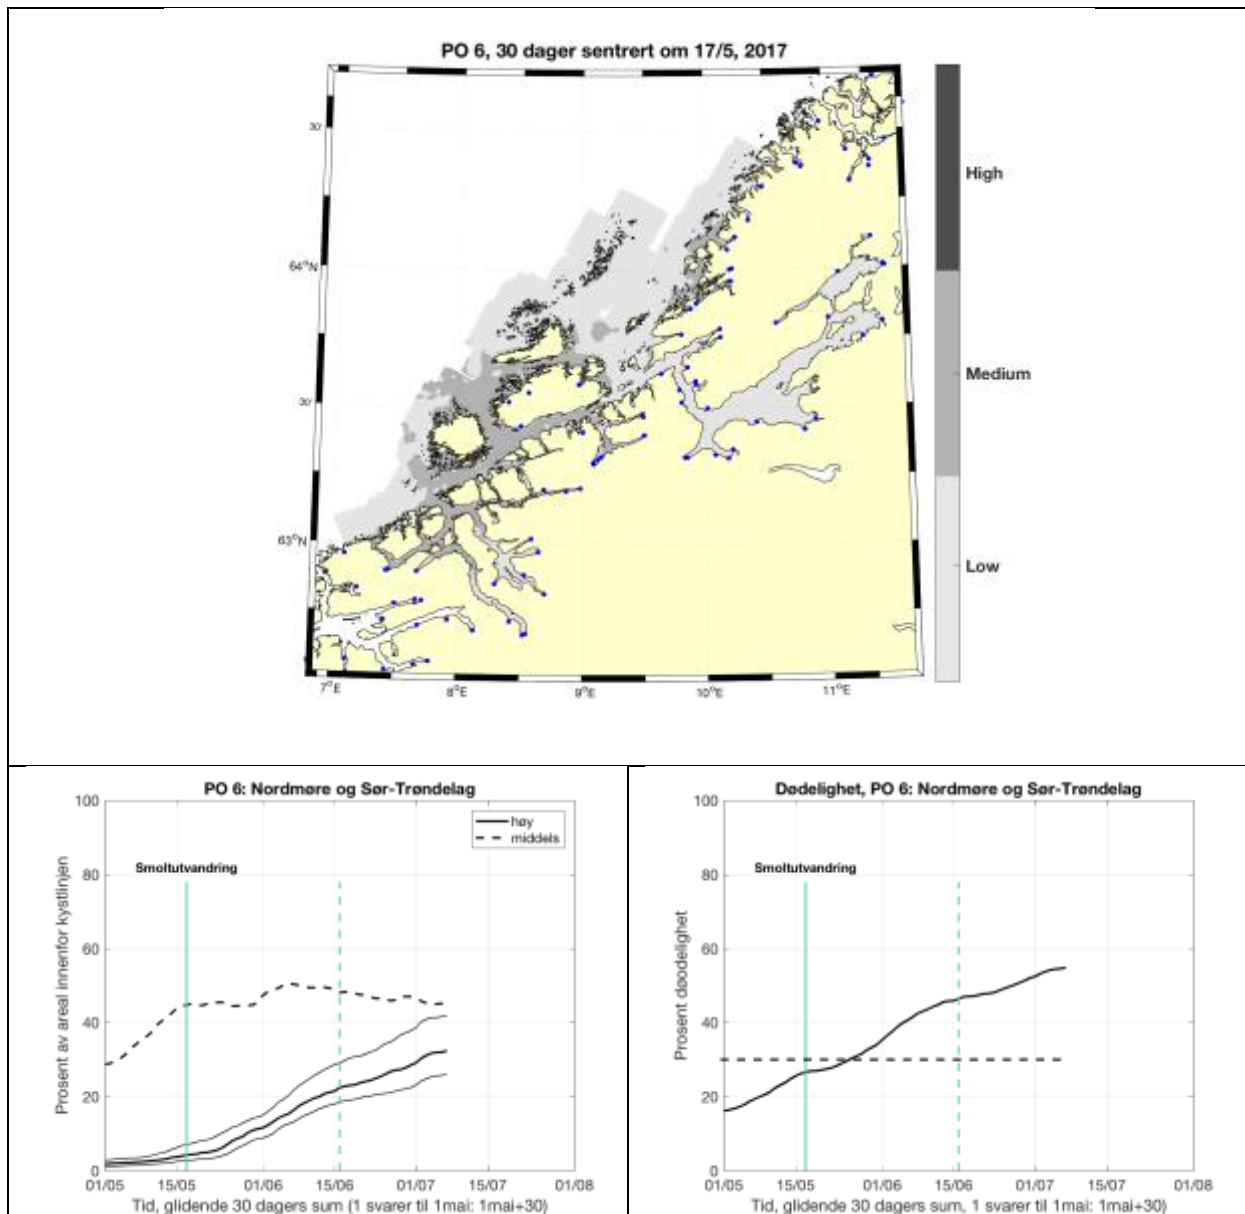 PO 6, 30 dager sentrert om 17/5, 2017
30'
64°N
30'
63°N
7°E
8°E
9°E
10°E
11°E
High
Medium
Low
PO 6: Nordmøre og Sør-Trøndelag
høy
middels
Smoltutvandring
Prosent av areal innenfor kystlinjen
100
80
60
40
20
0
01/05
15/05
01/06
15/06
01/07
15/07
01/08
Tid, glidende 30 dagers sum (1 svarer til 1mai: 1mai+30)
Dødelighet, PO 6: Nordmøre og Sør-Trøndelag
Smoltutvandring
Prosent døodelighet
100
80
60
40
20
0
01/05
15/05
01/06
15/06
01/07
15/07
01/08
Tid, glidende 30 dagers sum, 1 svarer til 1mai: 1mai+30)